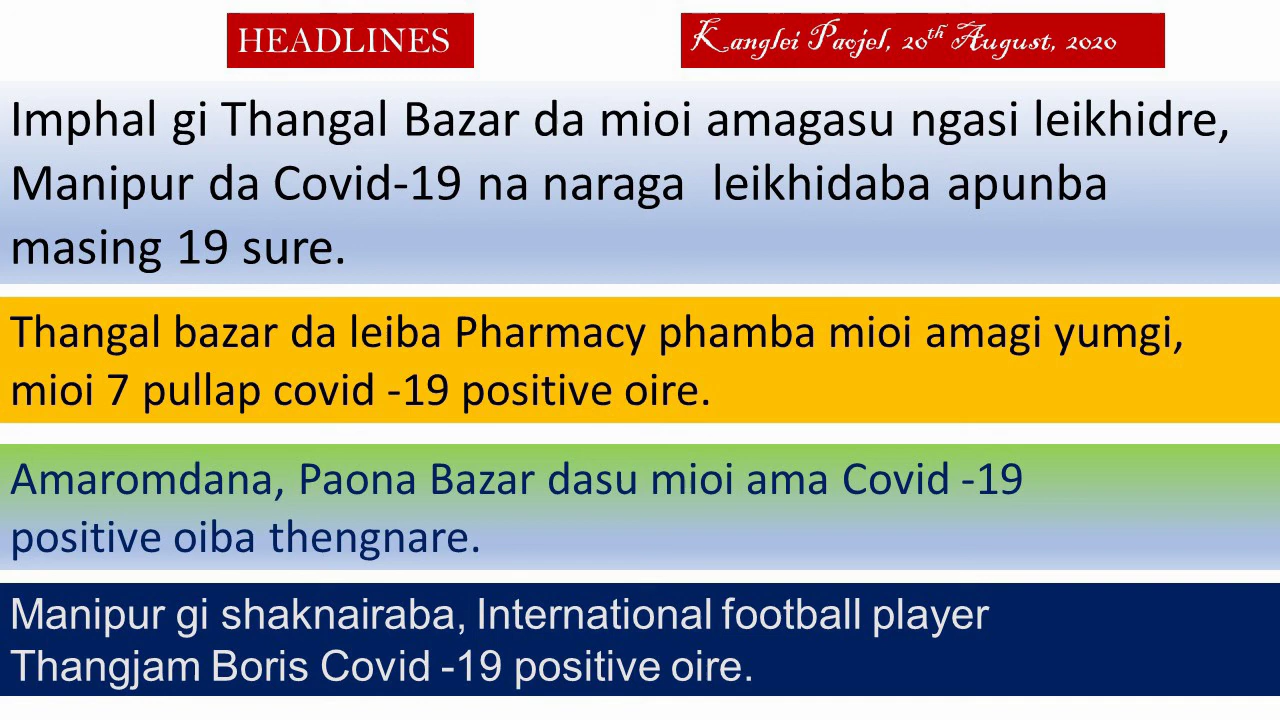 HEADLINES
Kanglei Paojel, 20th August, 2020
Imphal gi Thangal Bazar da mioi amagasu ngasi leikhidre,
Manipur da Covid-19 na naraga leikhidaba apunba
masing 19 sure.
Thangal bazar da leiba Pharmacy phamba mioi amagi yumgi,
mioi 7 pullap covid -19 positive oire.
Amaromdana, Paona Bazar dasu mioi ama Covid -19
positive oiba thengnare.
Manipur gi shaknairaba, International football player
Thangjam Boris Covid -19 positive oire.